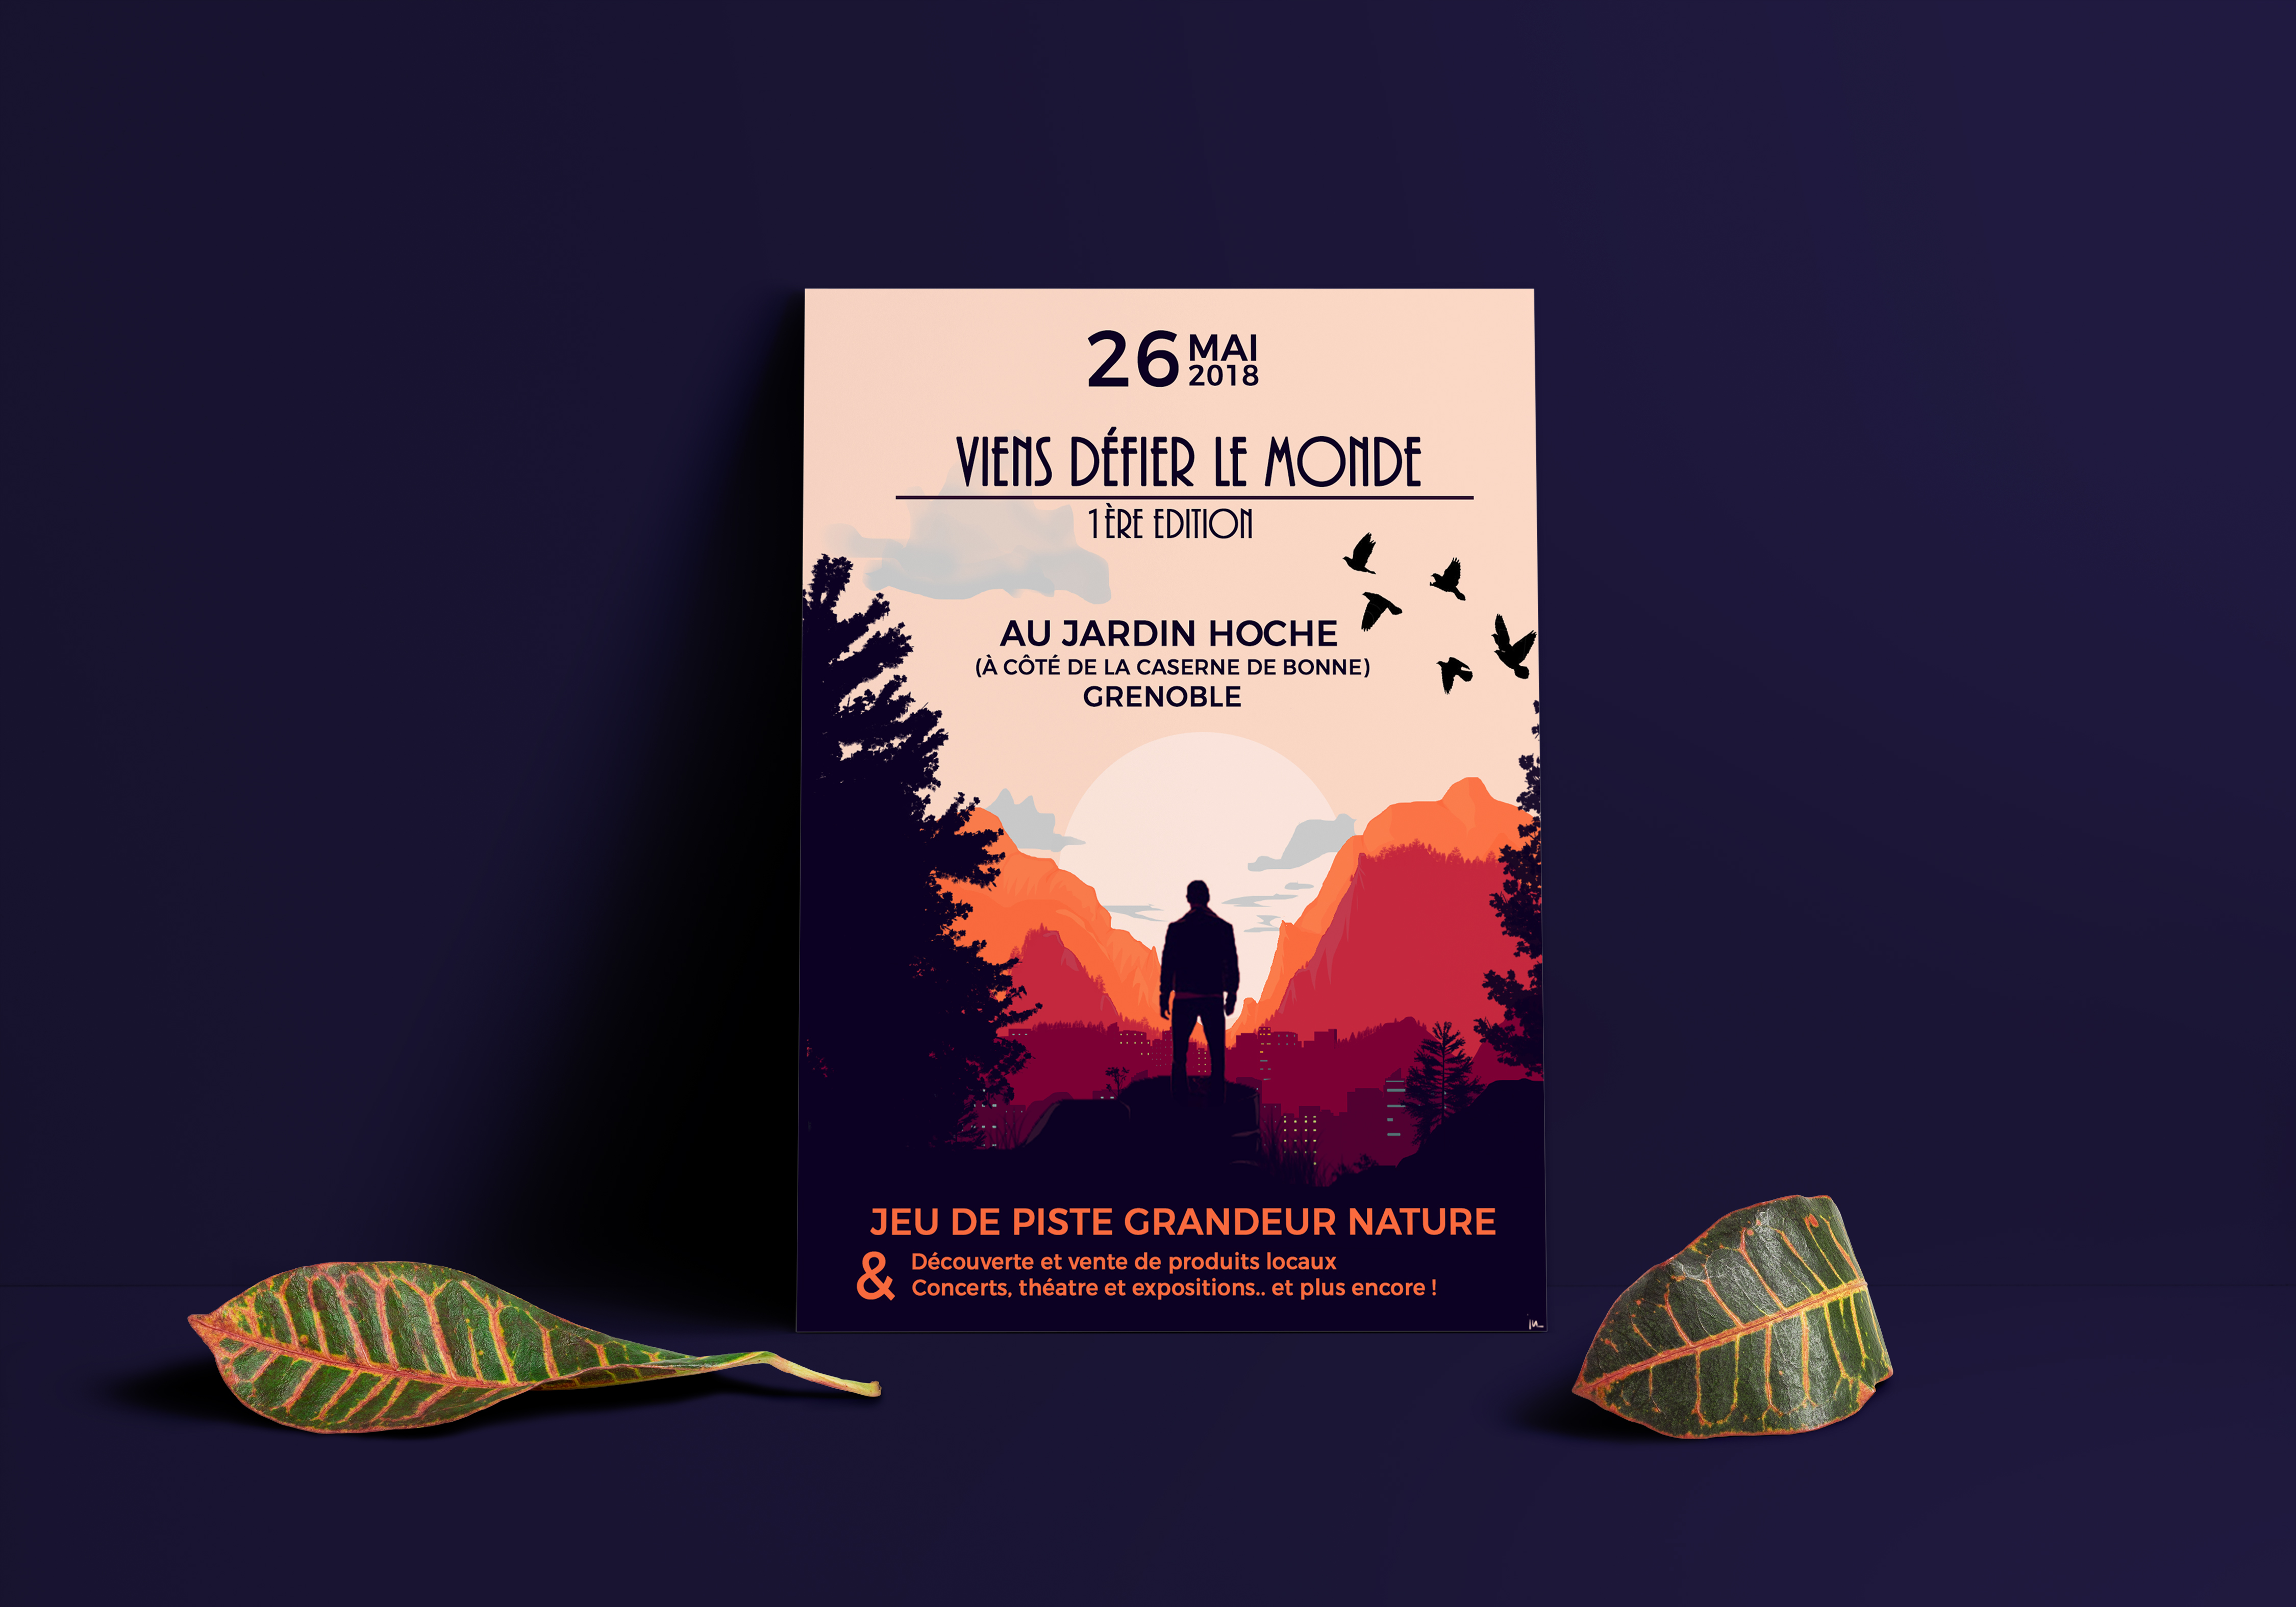 26 MAI
2018
VIENS DÉFIER LE MONDE
1ÈRE EDITION
AU JARDIN HOCHE
(À CÔTÉ DE LA CASERNE DE BONNE)
GRENOBLE
JEU DE PISTE GRANDEUR NATURE
& Découverte et vente de produits locaux
Concerts, théatre et expositions.. et plus encore !